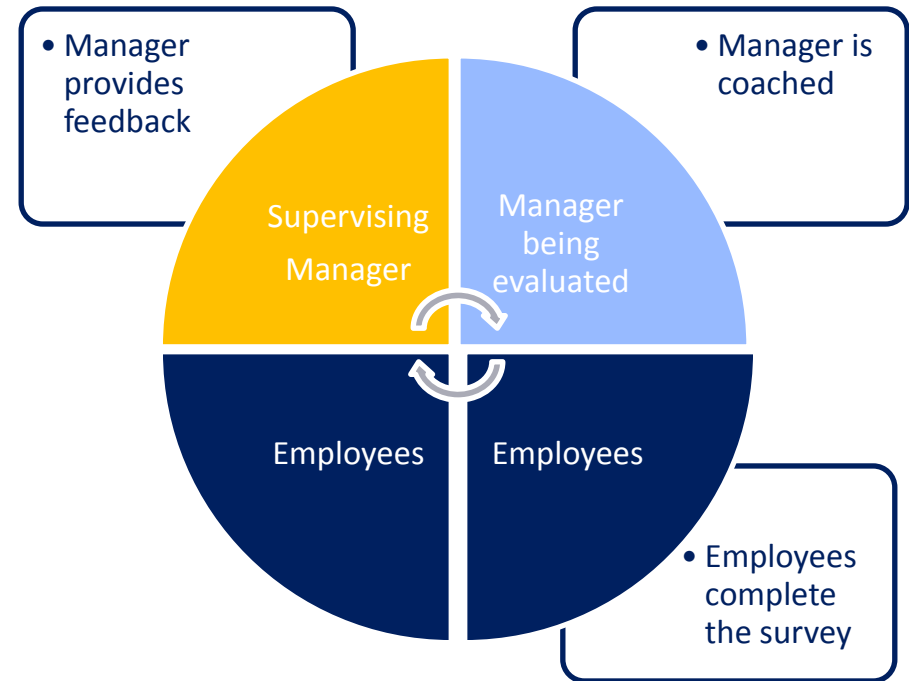 • Manager
provides
feedback
• Manager is
coached
Supervising
Manager
Manager
being
evaluated
Employees
Employees
• Employees
complete
the survey